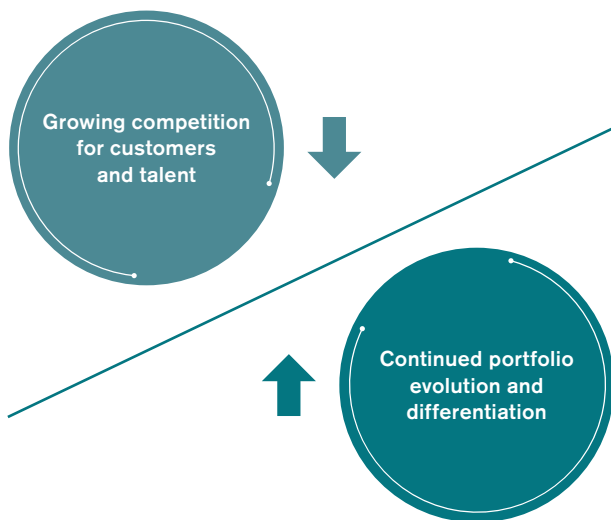 Growing competition
for customers
and talent
Continued portfolio
evolution and
differentiation